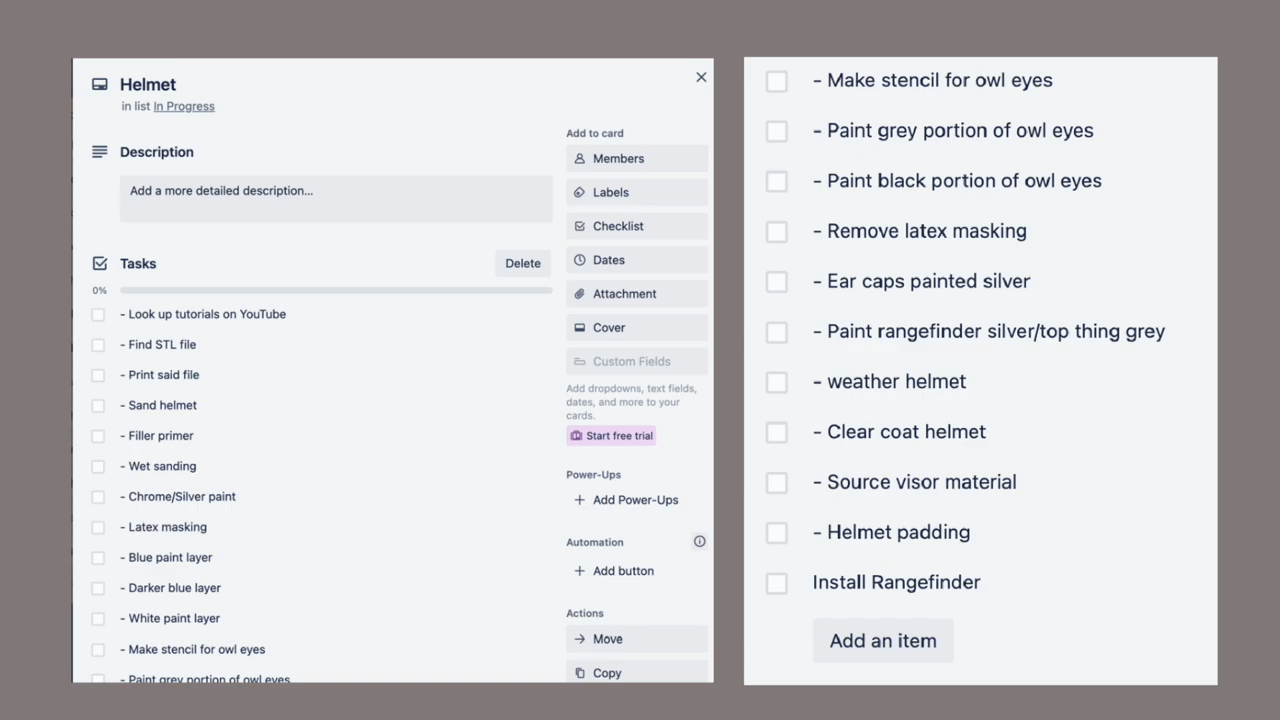 Helmet
in list In Progress
Description
Add a more detailed description...
Tasks
Delete
0%
- Look up tutorials on YouTube
- Find STL file
- Print said file
- Sand helmet
- Filler primer
- Wet sanding
- Chrome/Silver paint
- Latex masking
- Blue paint layer
- Darker blue layer
- White paint layer
- Make stencil for owl eyes
- Paint grey portion of owl eyes
Add to card
Members
Labels
Checklist
Dates
Attachment
Cover
Custom Fields
Add dropdowns, text fields,
dates, and more to your
cards.
Start free trial
Power-Ups
+ Add Power-Ups
Automation
+ Add button
Actions
Move
Copy
- Make stencil for owl eyes
- Paint grey portion of owl eyes
- Paint black portion of owl eyes
- Remove latex masking
- Ear caps painted silver
- Paint rangefinder silver/top thing grey
- weather helmet
- Clear coat helmet
- Source visor material
- Helmet padding
Install Rangefinder
Add an item